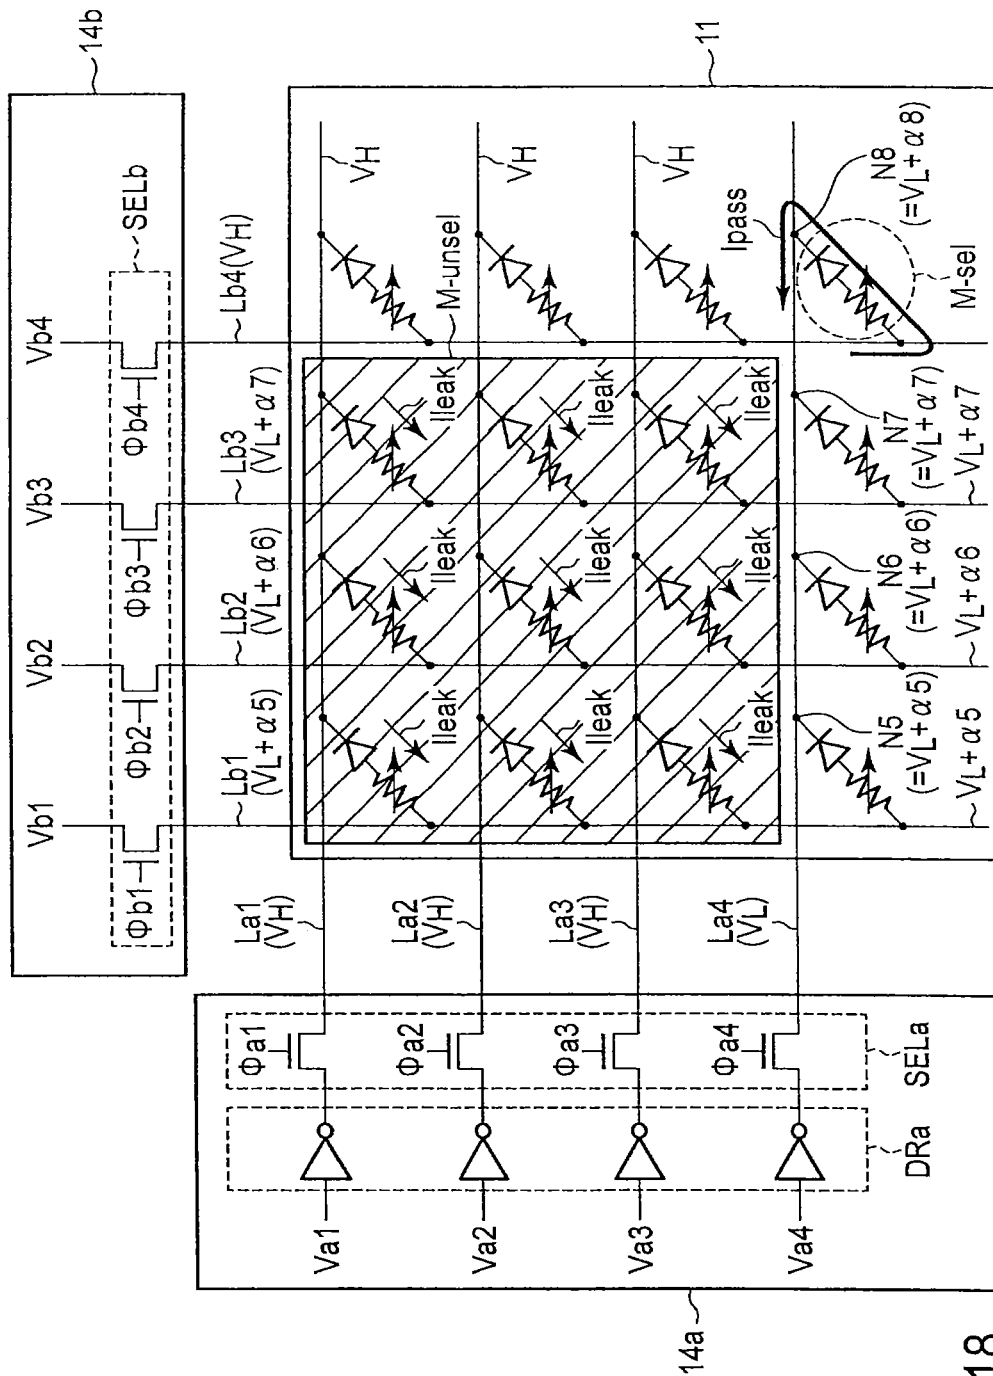 14b
SELb
Vb1
Vb2
Vb3
Vb4
Φb1
Φb2
Φb3
Φb4
Lb1
(VL+α5)
Lb2
(VL+α6)
Lb3
(VL+α7)
Lb4(VH)
11
M-unsel
VH
VH
VH
Ileak
Ileak
Ileak
Ileak
Ileak
Ileak
Ileak
Ileak
Ileak
Ipass
La1
(VH)
La2
(VH)
La3
(VH)
La4
(VL)
N5
(=VL+α5)
VL+α5
N6
(=VL+α6)
VL+α6
N7
(=VL+α7)
VL+α7
N8
(=VL+α8)
M-sel
Φa1
Φa2
Φa3
Φa4
SELa
DRa
Va1
Va2
Va3
Va4
14a
18